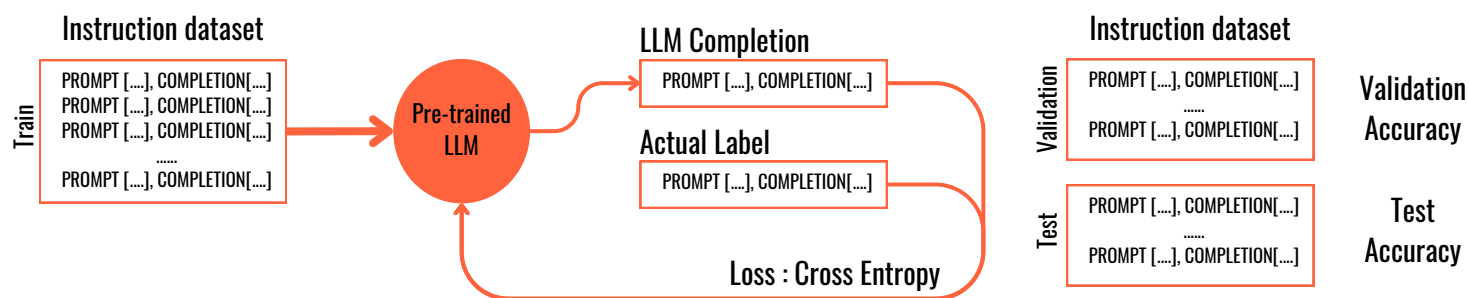 Instruction dataset
Train
PROMPT [....], COMPLETION[....]
PROMPT [....], COMPLETION[....]
PROMPT [....], COMPLETION[....]
......
PROMPT [....], COMPLETION[....]
Pre-trained
LLM
LLM Completion
PROMPT [....], COMPLETION[....]
Actual Label
PROMPT [....], COMPLETION[....]
Loss : Cross Entropy
Instruction dataset
Validation
PROMPT [....], COMPLETION[....]
......
PROMPT [....], COMPLETION[....]
Validation
Accuracy
Test
PROMPT [....], COMPLETION[....]
......
PROMPT [....], COMPLETION[....]
Test
Accuracy